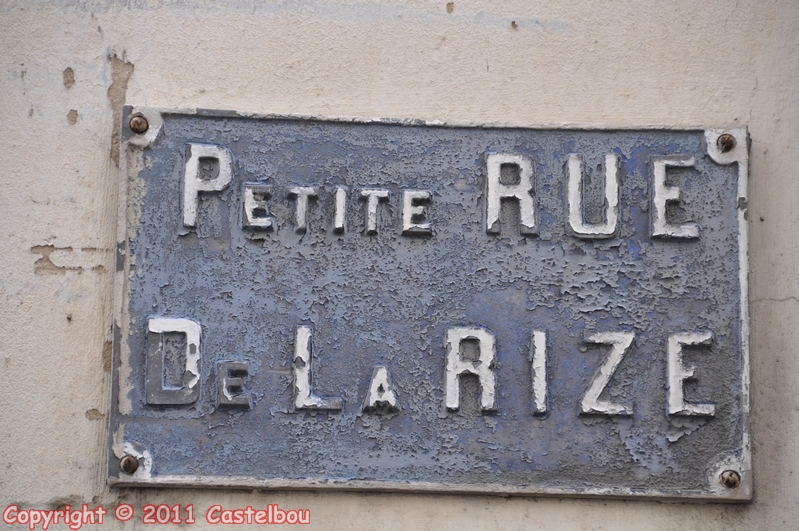 PETITE RUE
DE LA RIZE
Copyright © 2011 Castelbou